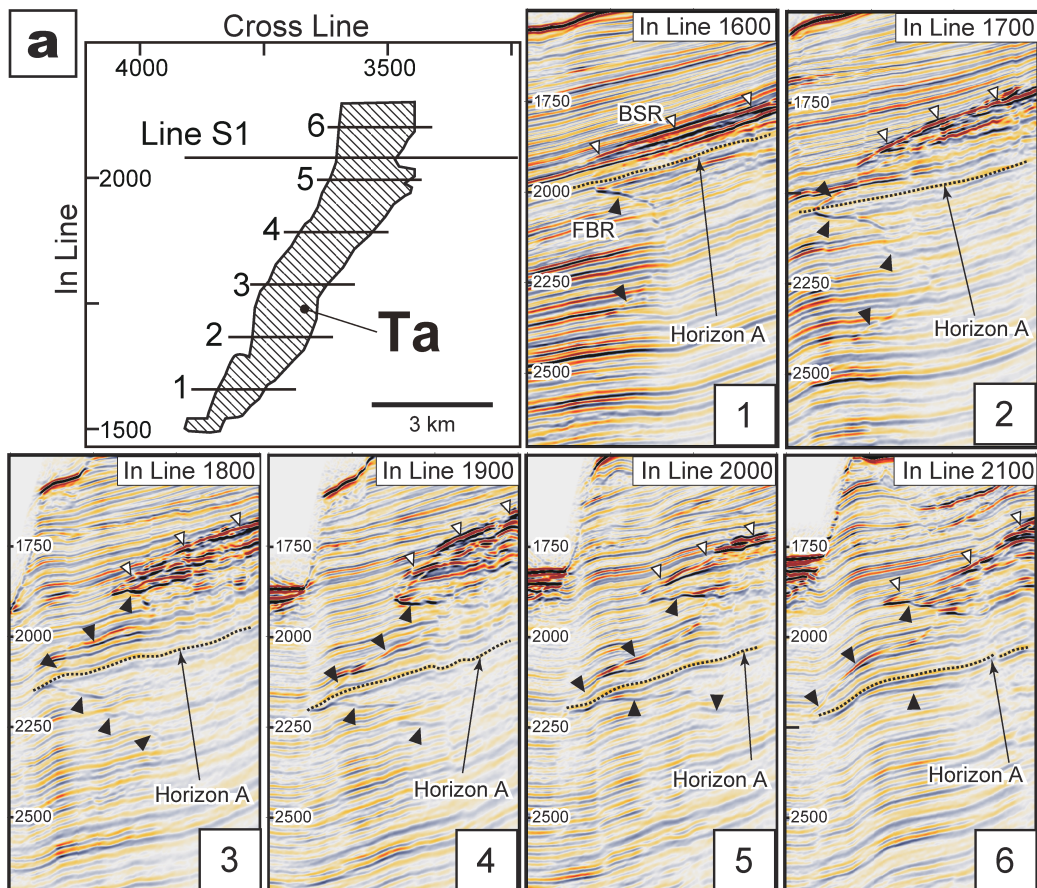 a
Cross Line
4000
3500
In Line
2000
1500
Line S1
6
5
4
3
2
1
Ta
3 km
In Line 1600
1750
BSR
2000
FBR
2250
Horizon A
2500
1
In Line 1700
1750
2000
2250
Horizon A
2500
2
In Line 1800
1750
2000
2250
Horizon A
2500
3
In Line 1900
1750
2000
2250
Horizon A
2500
4
In Line 2000
1750
2000
2250
Horizon A
2500
5
In Line 2100
1750
2000
Horizon A
2500
6